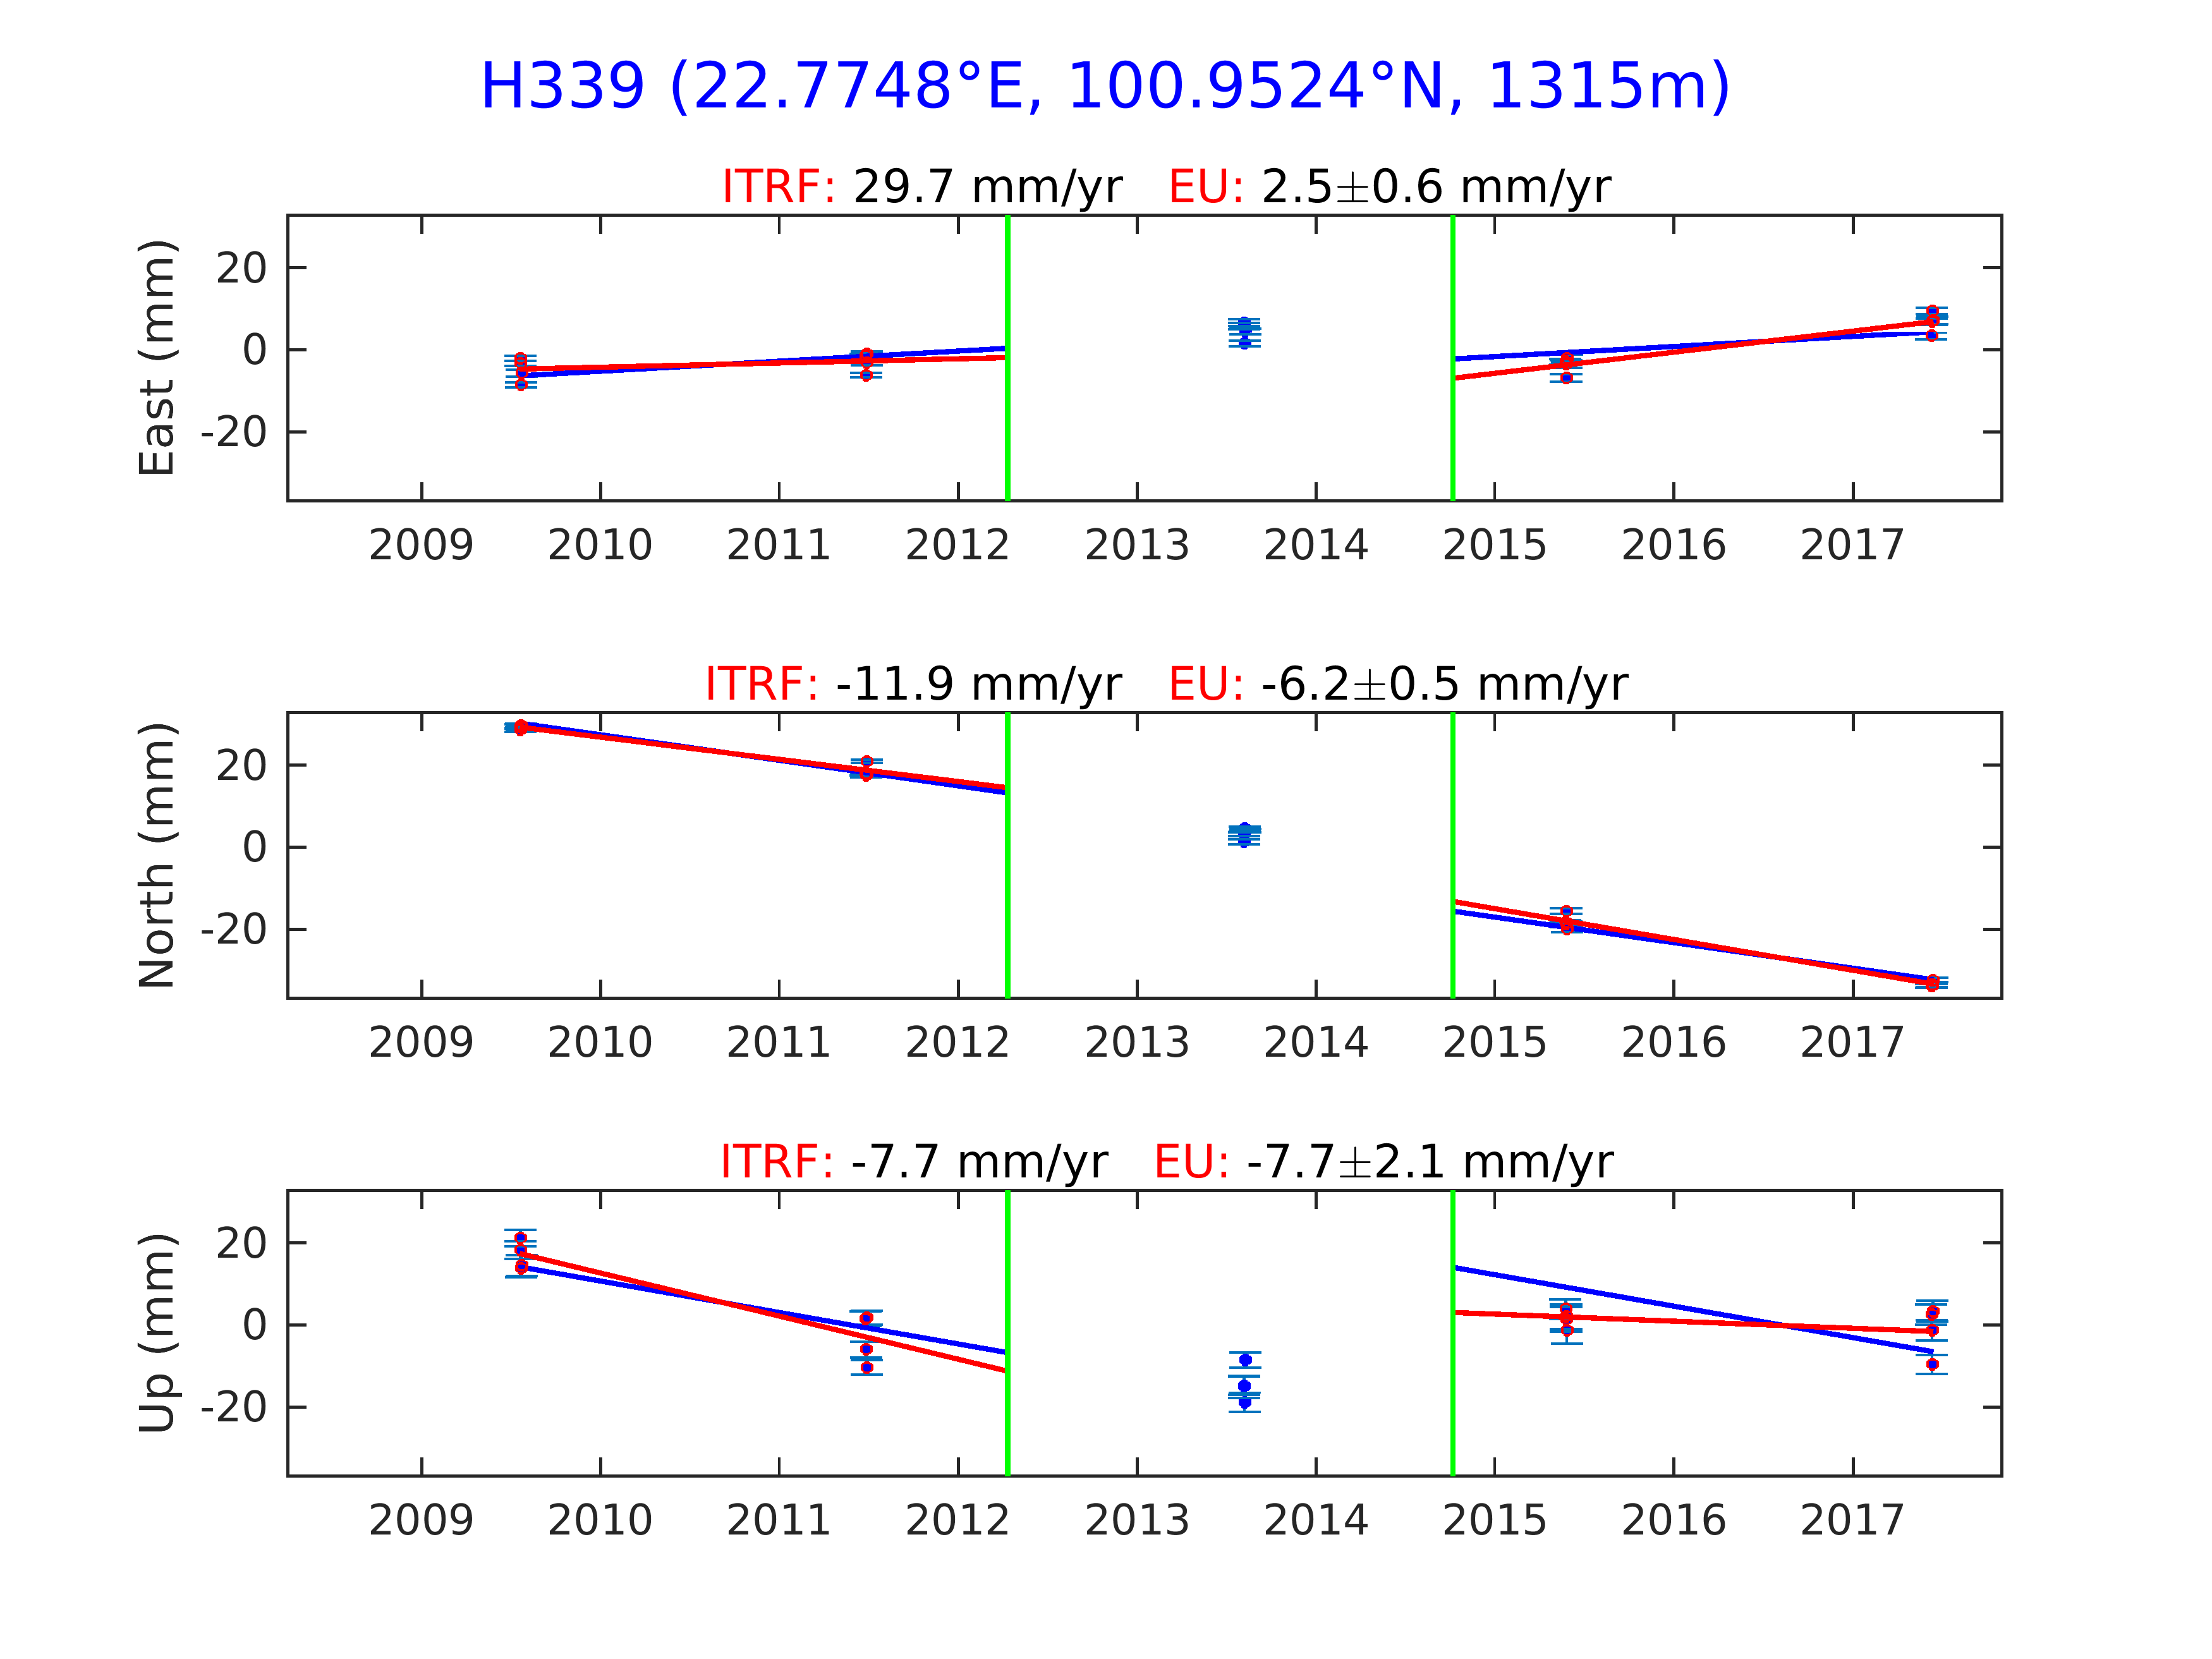 H339 (22.7748°E, 100.9524°N, 1315m)
ITRF: 29.7 mm/yr EU: 2.5±0.6 mm/yr
East (mm)
20
0
-20
2009 2010 2011 2012 2013 2014 2015 2016 2017
ITRF: -11.9 mm/yr EU: -6.2±0.5 mm/yr
North (mm)
20
0
-20
2009 2010 2011 2012 2013 2014 2015 2016 2017
ITRF: -7.7 mm/yr EU: -7.7±2.1 mm/yr
Up (mm)
20
0
-20
2009 2010 2011 2012 2013 2014 2015 2016 2017